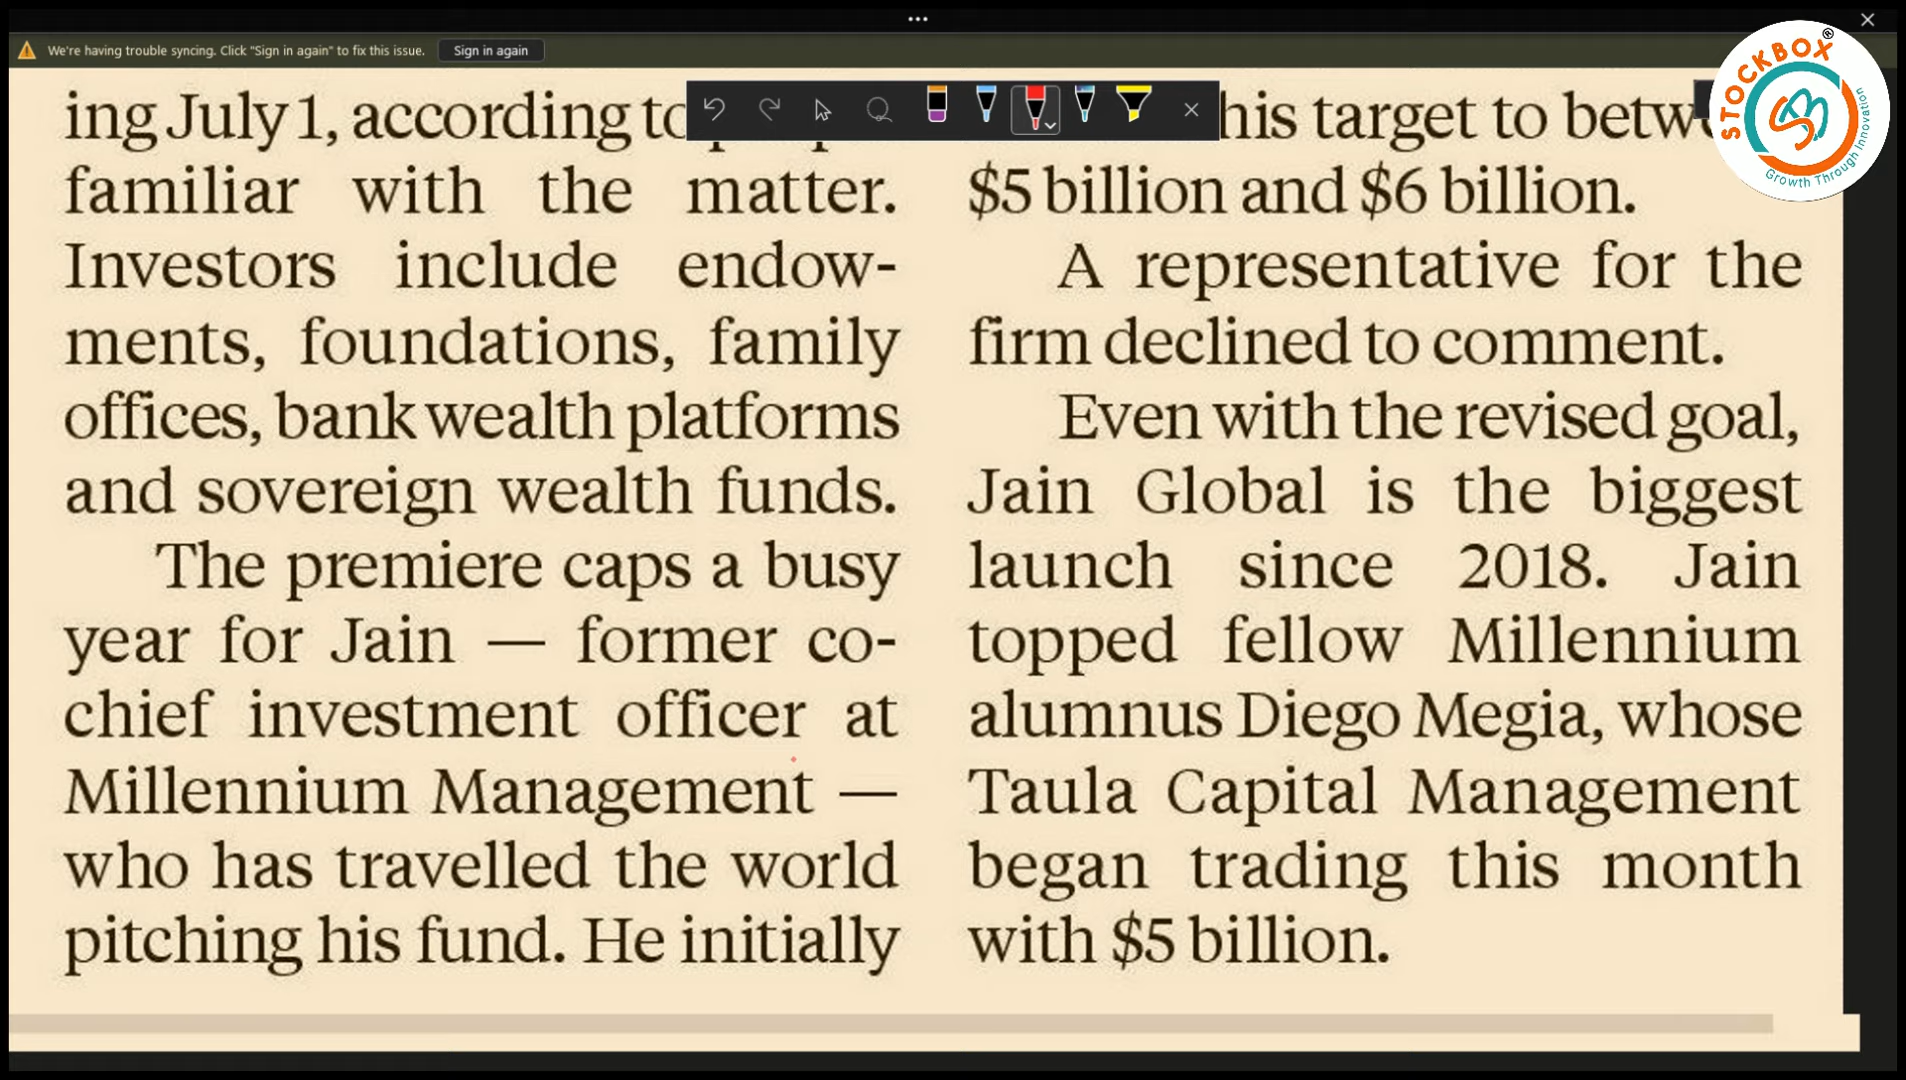 We're having trouble syncing. Click "Sign in again" to fix this issue.
Sign in again
STOCKBOX®
Growth Through Innovation
ing July 1, according to
familiar with the matter.
Investors include endow-
ments, foundations, family
offices, bank wealth platforms
and sovereign wealth funds.
The premiere caps a busy
year for Jain — former co-
chief investment officer at
Millennium Management —
who has travelled the world
pitching his fund. He initially
his target to
$5 billion and $6 billion.
A representative for the
firm declined to comment.
Even with the revised goal,
Jain Global is the biggest
launch since 2018. Jain
topped fellow Millennium
alumnus Diego Megia, whose
Taula Capital Management
began trading this month
with $5 billion.